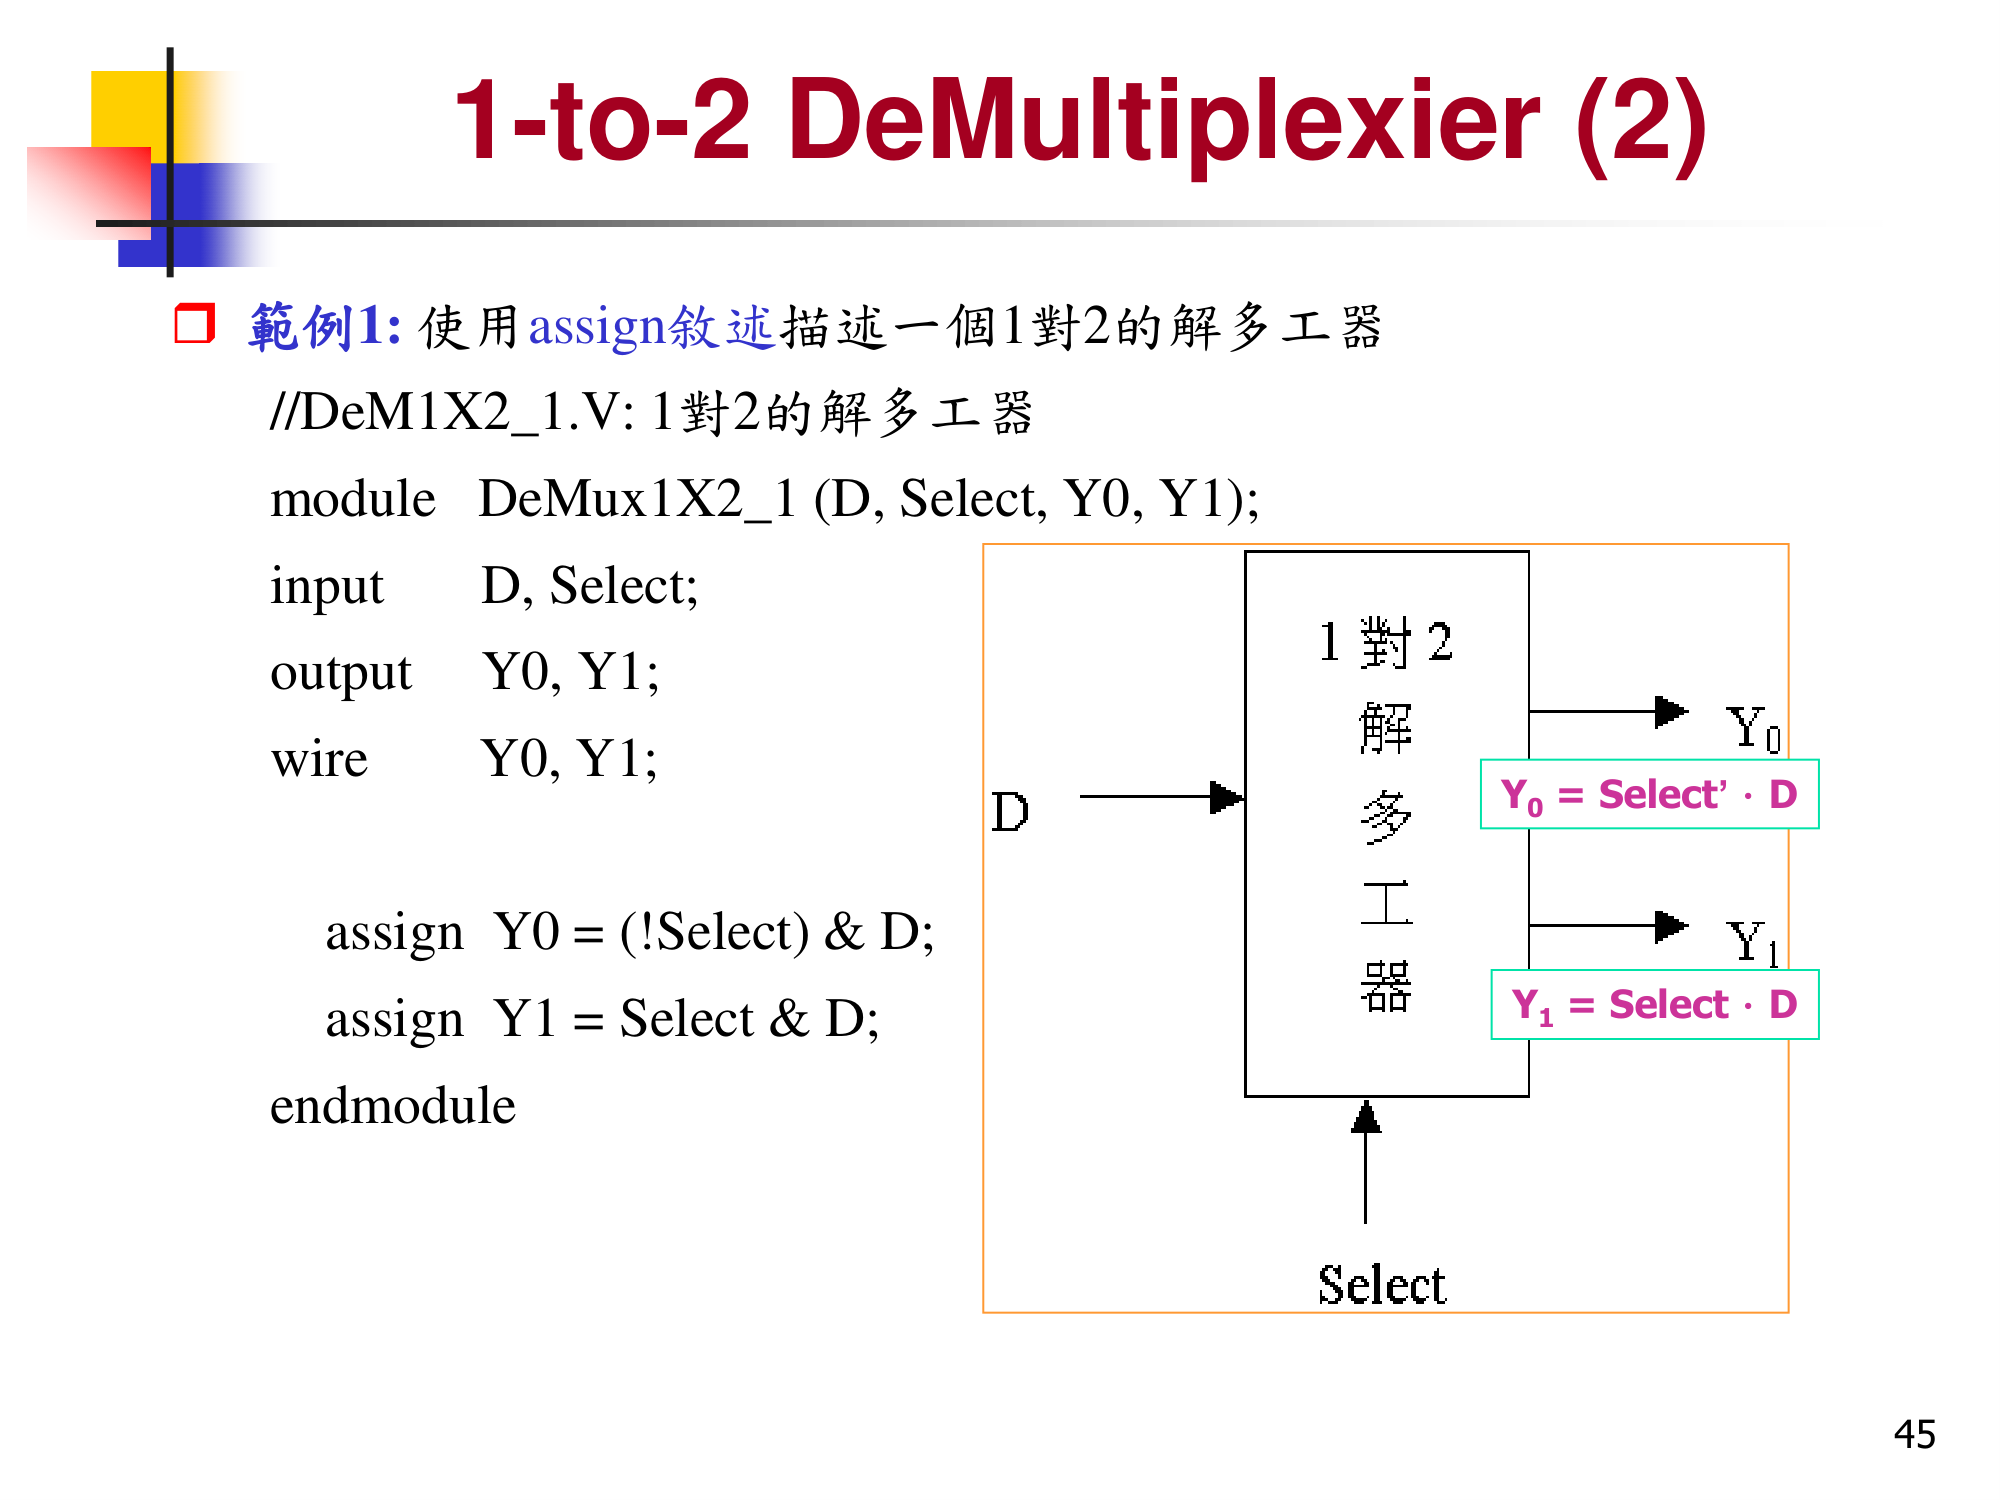 1-to-2 DeMultiplexier (2)
範例1: 使用assign敘述描述一個1對2的解多工器
//DeM1X2_1.V: 1對2的解多工器
module DeMux1X2_1 (D, Select, Y0, Y1);
input D, Select;
output Y0, Y1;
wire Y0, Y1;
assign Y0 = (!Select) & D;
assign Y1 = Select & D;
endmodule
1 對 2
解
多
工
器
D
Y0
Y0 = Select’ · D
Y1
Y1 = Select · D
Select
45